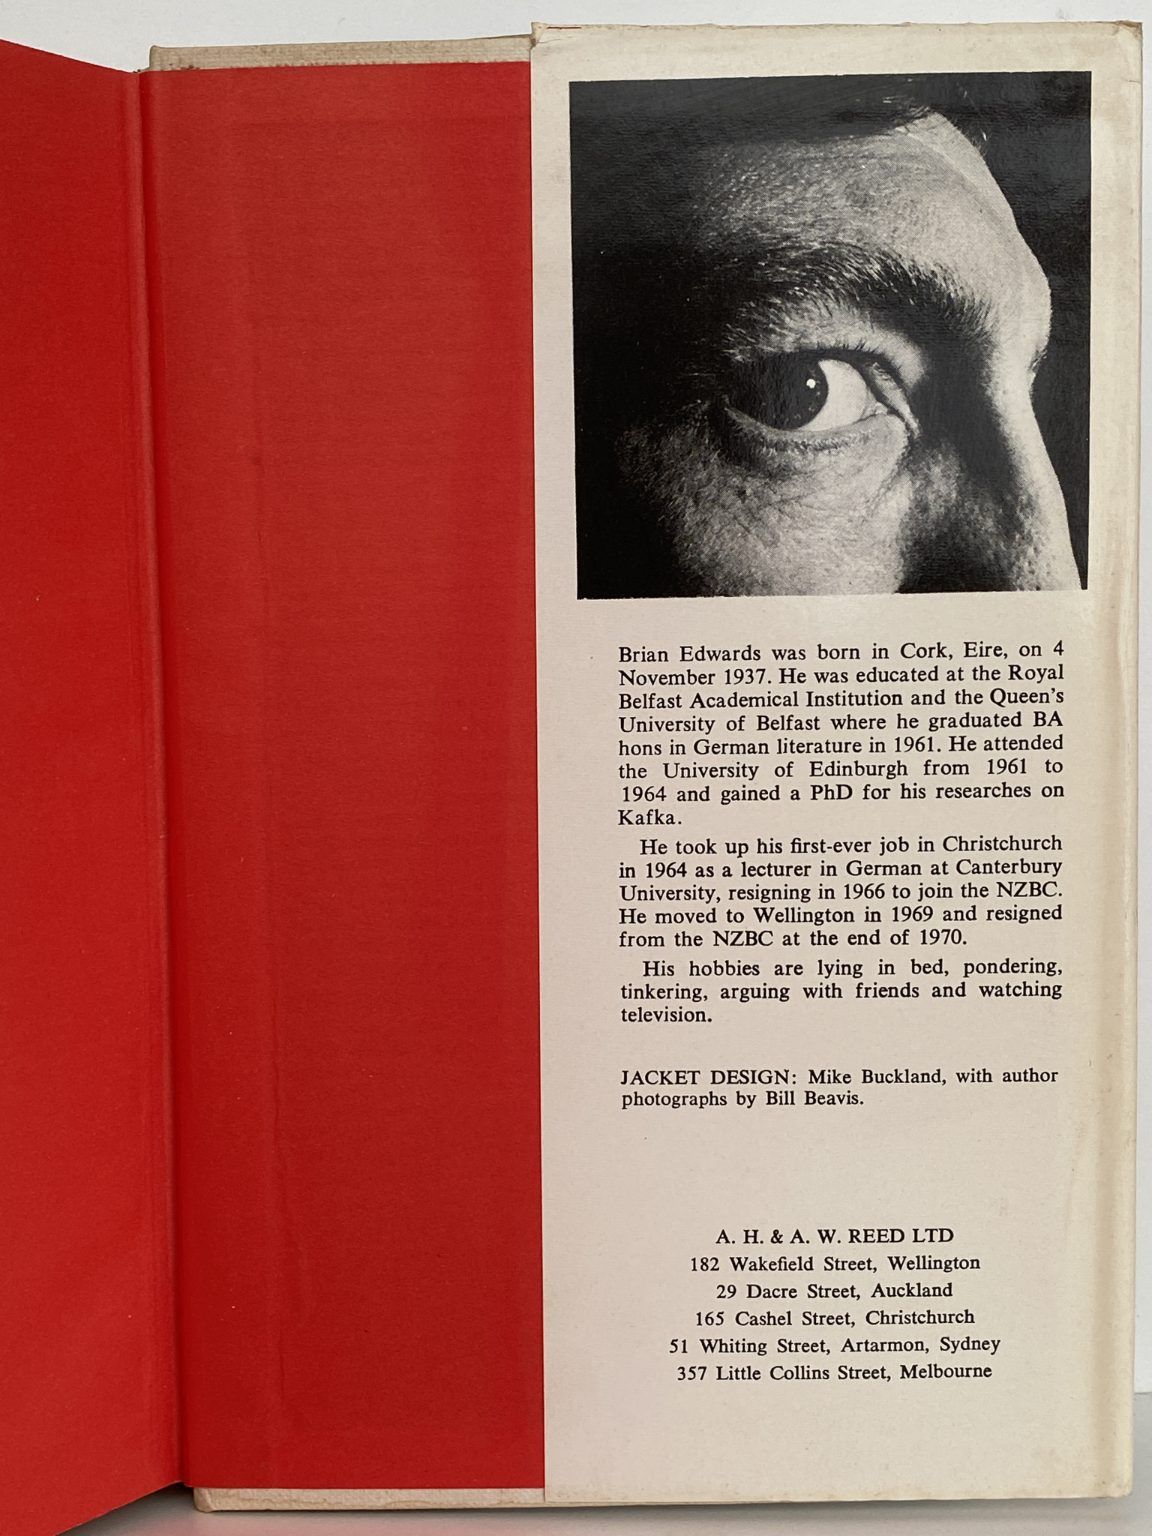 Brian Edwards was born in Cork, Eire, on 4
November 1937. He was educated at the Royal
Belfast Academical Institution and the Queen's
University of Belfast where he graduated BA
hons in German literature in 1961. He attended
the University of Edinburgh from 1961 to
1964 and gained a PhD for his researches on
Kafka.
He took up his first-ever job in Christchurch
in 1964 as a lecturer in German at Canterbury
University, resigning in 1966 to join the NZBC.
He moved to Wellington in 1969 and resigned
from the NZBC at the end of 1970.
His hobbies are lying in bed, pondering,
tinkering, arguing with friends and watching
television.
JACKET DESIGN: Mike Buckland, with author
photographs by Bill Beavis.
A. H. & A. W. REED LTD
182 Wakefield Street, Wellington
29 Dacre Street, Auckland
165 Cashel Street, Christchurch
51 Whiting Street, Artarmon, Sydney
357 Little Collins Street, Melbourne